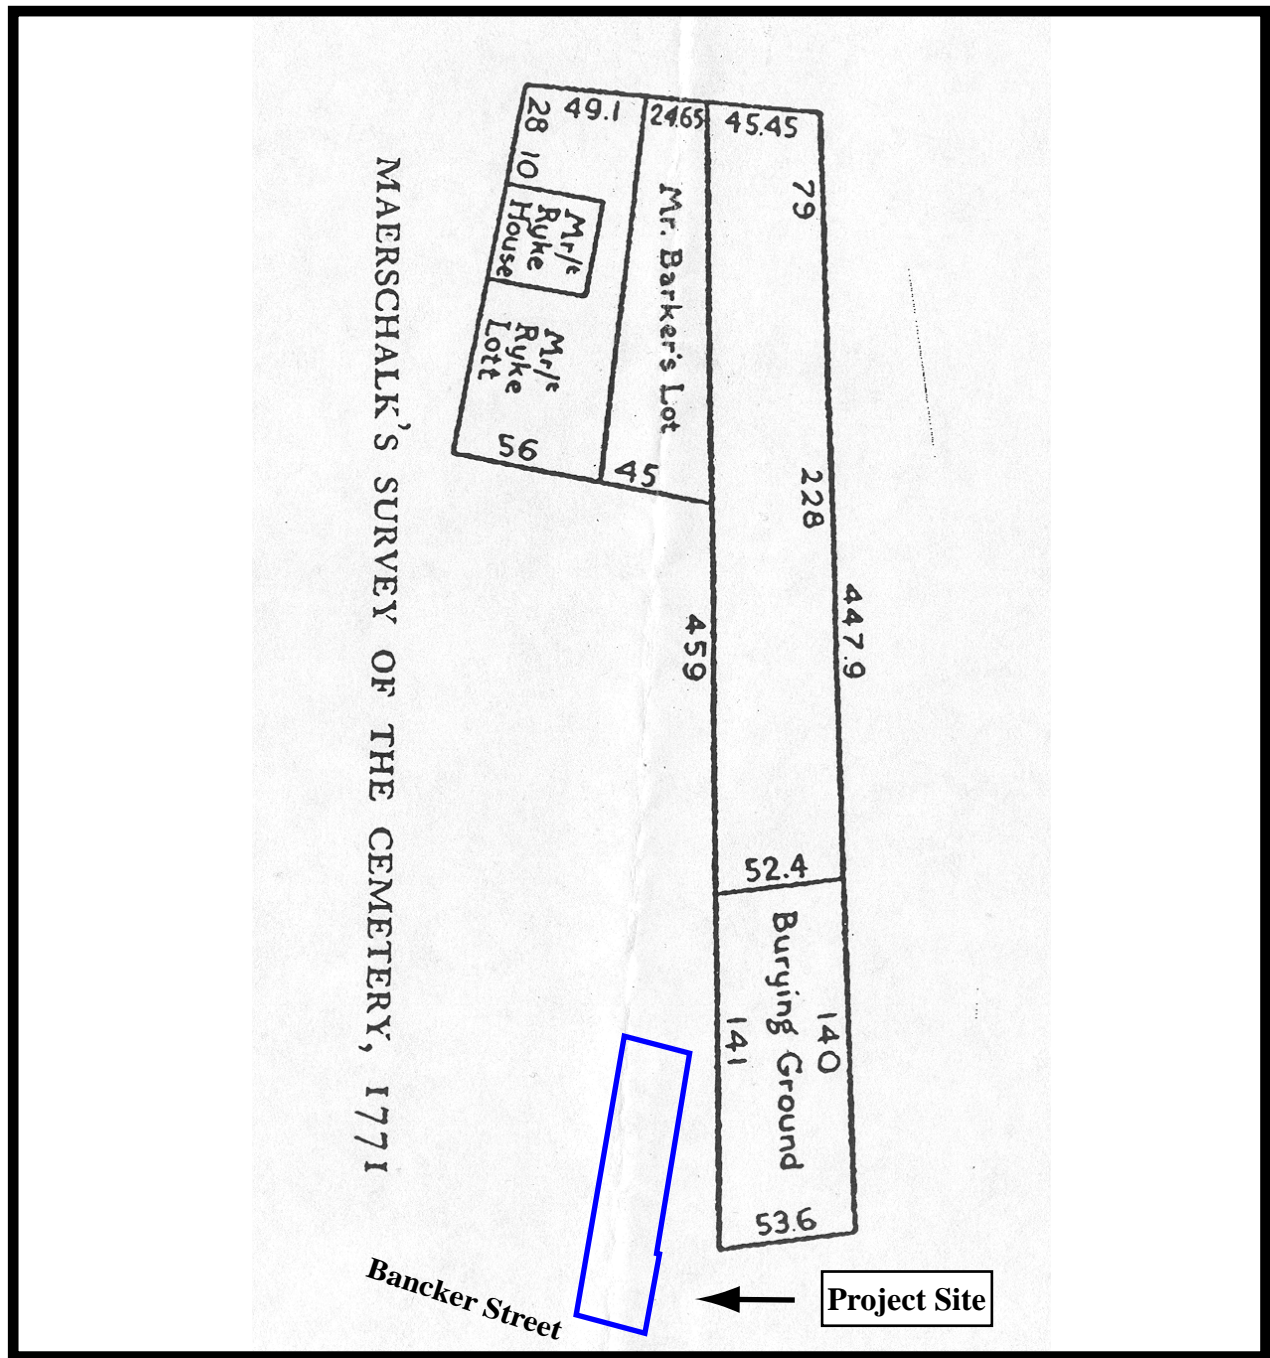 MAERSCHALK'S SURVEY OF THE CEMETERY, 1771
49.1
24.65
45.45
28
10
79
Mr/t
Ryke
House
Mr. Barker's Lot
Mr/t
Ryke
Lott
56
45
228
447.9
459
52.4
Burying Ground
140
141
53.6
Bancker Street
Project Site